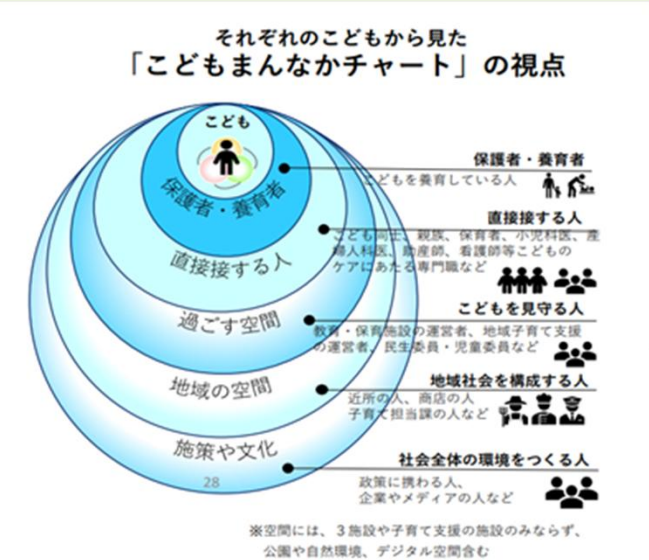 それぞれのこどもから見た
「こどもまんなかチャート」の視点
こども
保護者・養育者
直接接する人
過ごす空間
地域の空間
施策や文化
28
保護者・養育者
こどもを養育している人
直接接する人
こども同士、親族、保育者、小児科医、産
婦人科医、助産師、看護師等こどもの
ケアにあたる専門職など
こどもを見守る人
教育・保育施設の運営者、地域子育て支援
の運営者、民生委員・児童委員など
地域社会を構成する人
近所の人、商店の人
子育て担当課の人など
社会全体の環境をつくる人
政策に携わる人、
企業やメディアの人など
※空間には、３施設や子育て支援の施設のみならず、
公園や自然環境、デジタル空間含む